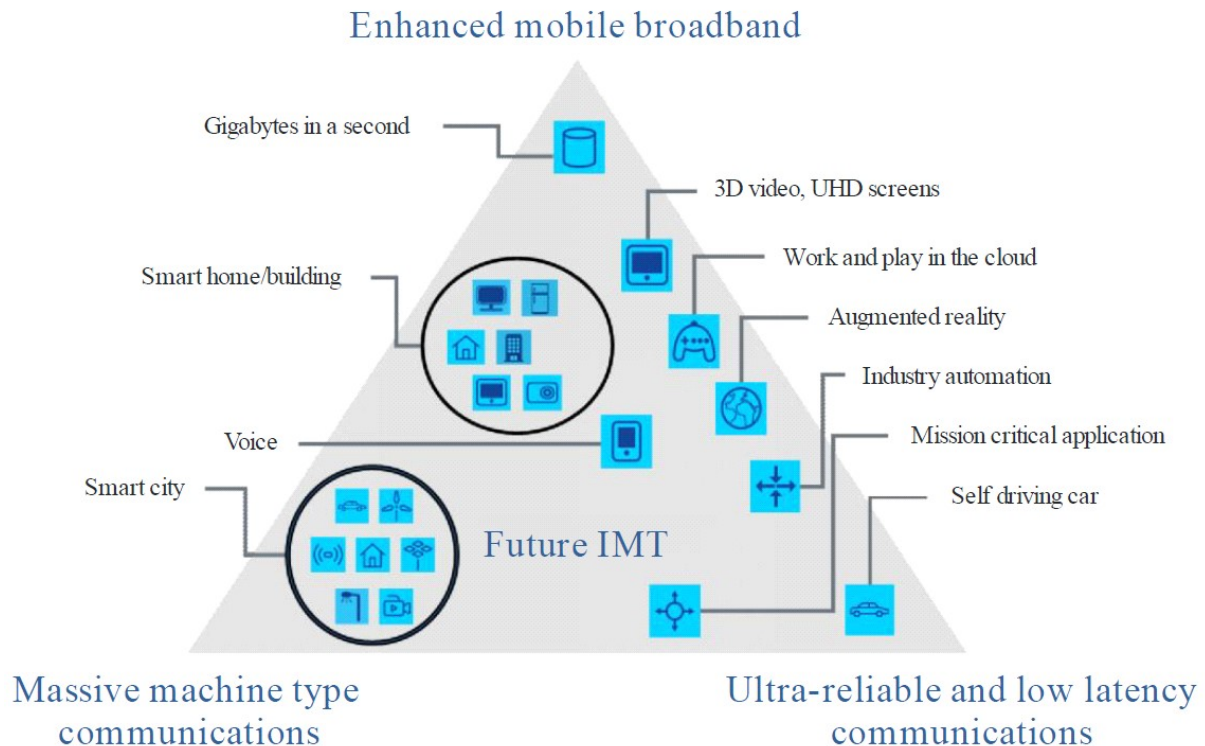 Enhanced mobile broadband
Gigabytes in a second
3D video, UHD screens
Work and play in the cloud
Smart home/building
Augmented reality
Industry automation
Voice
Mission critical application
Smart city
Self driving car
Future IMT
Massive machine type
communications
Ultra-reliable and low latency
communications